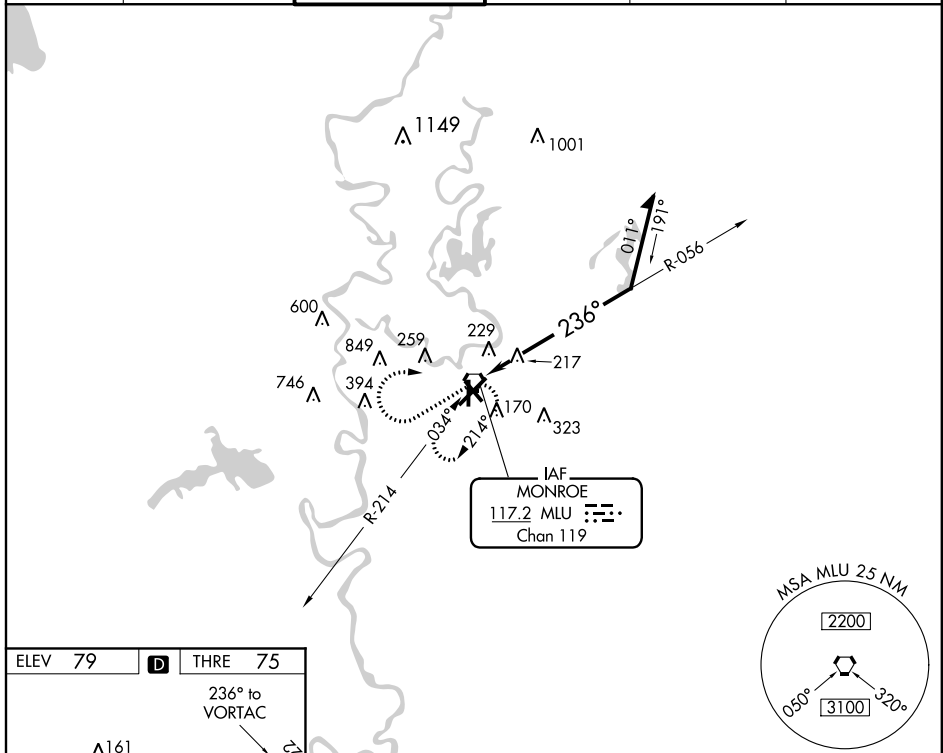 1149
1001
011°
191°
R-056
236°
600
849
259
229
217
746
394
170
323
034°
214°
R-214
IAF
MONROE
117.2 MLU
Chan 119
MSA MLU 25 NM
2200
050°
320°
3100
ELEV 79
D
THRE 75
236° to
VORTAC
161